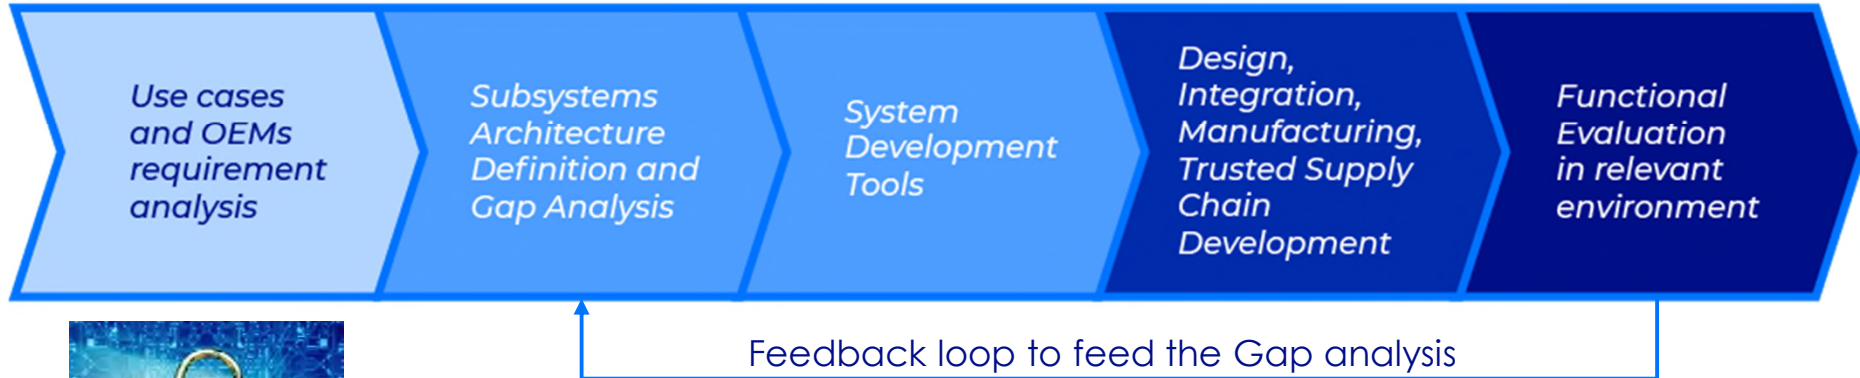 Use cases
and OEMs
requirement
analysis
Subsystems
Architecture
Definition and
Gap Analysis
System
Development
Tools
Design,
Integration,
Manufacturing,
Trusted Supply
Chain
Development
Functional
Evaluation
in relevant
environment
Feedback loop to feed the Gap analysis